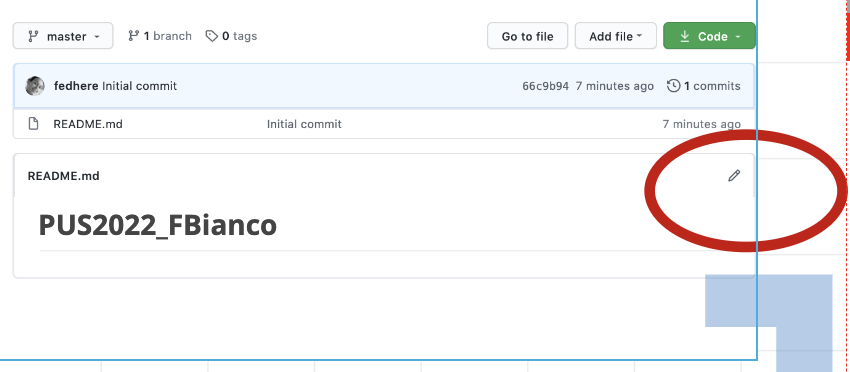 master 1 branch 0 tags Go to file Add file Code
fedhere Initial commit 66c9b94 7 minutes ago 1 commits
README.md Initial commit 7 minutes ago
README.md
PUS2022_FBianco